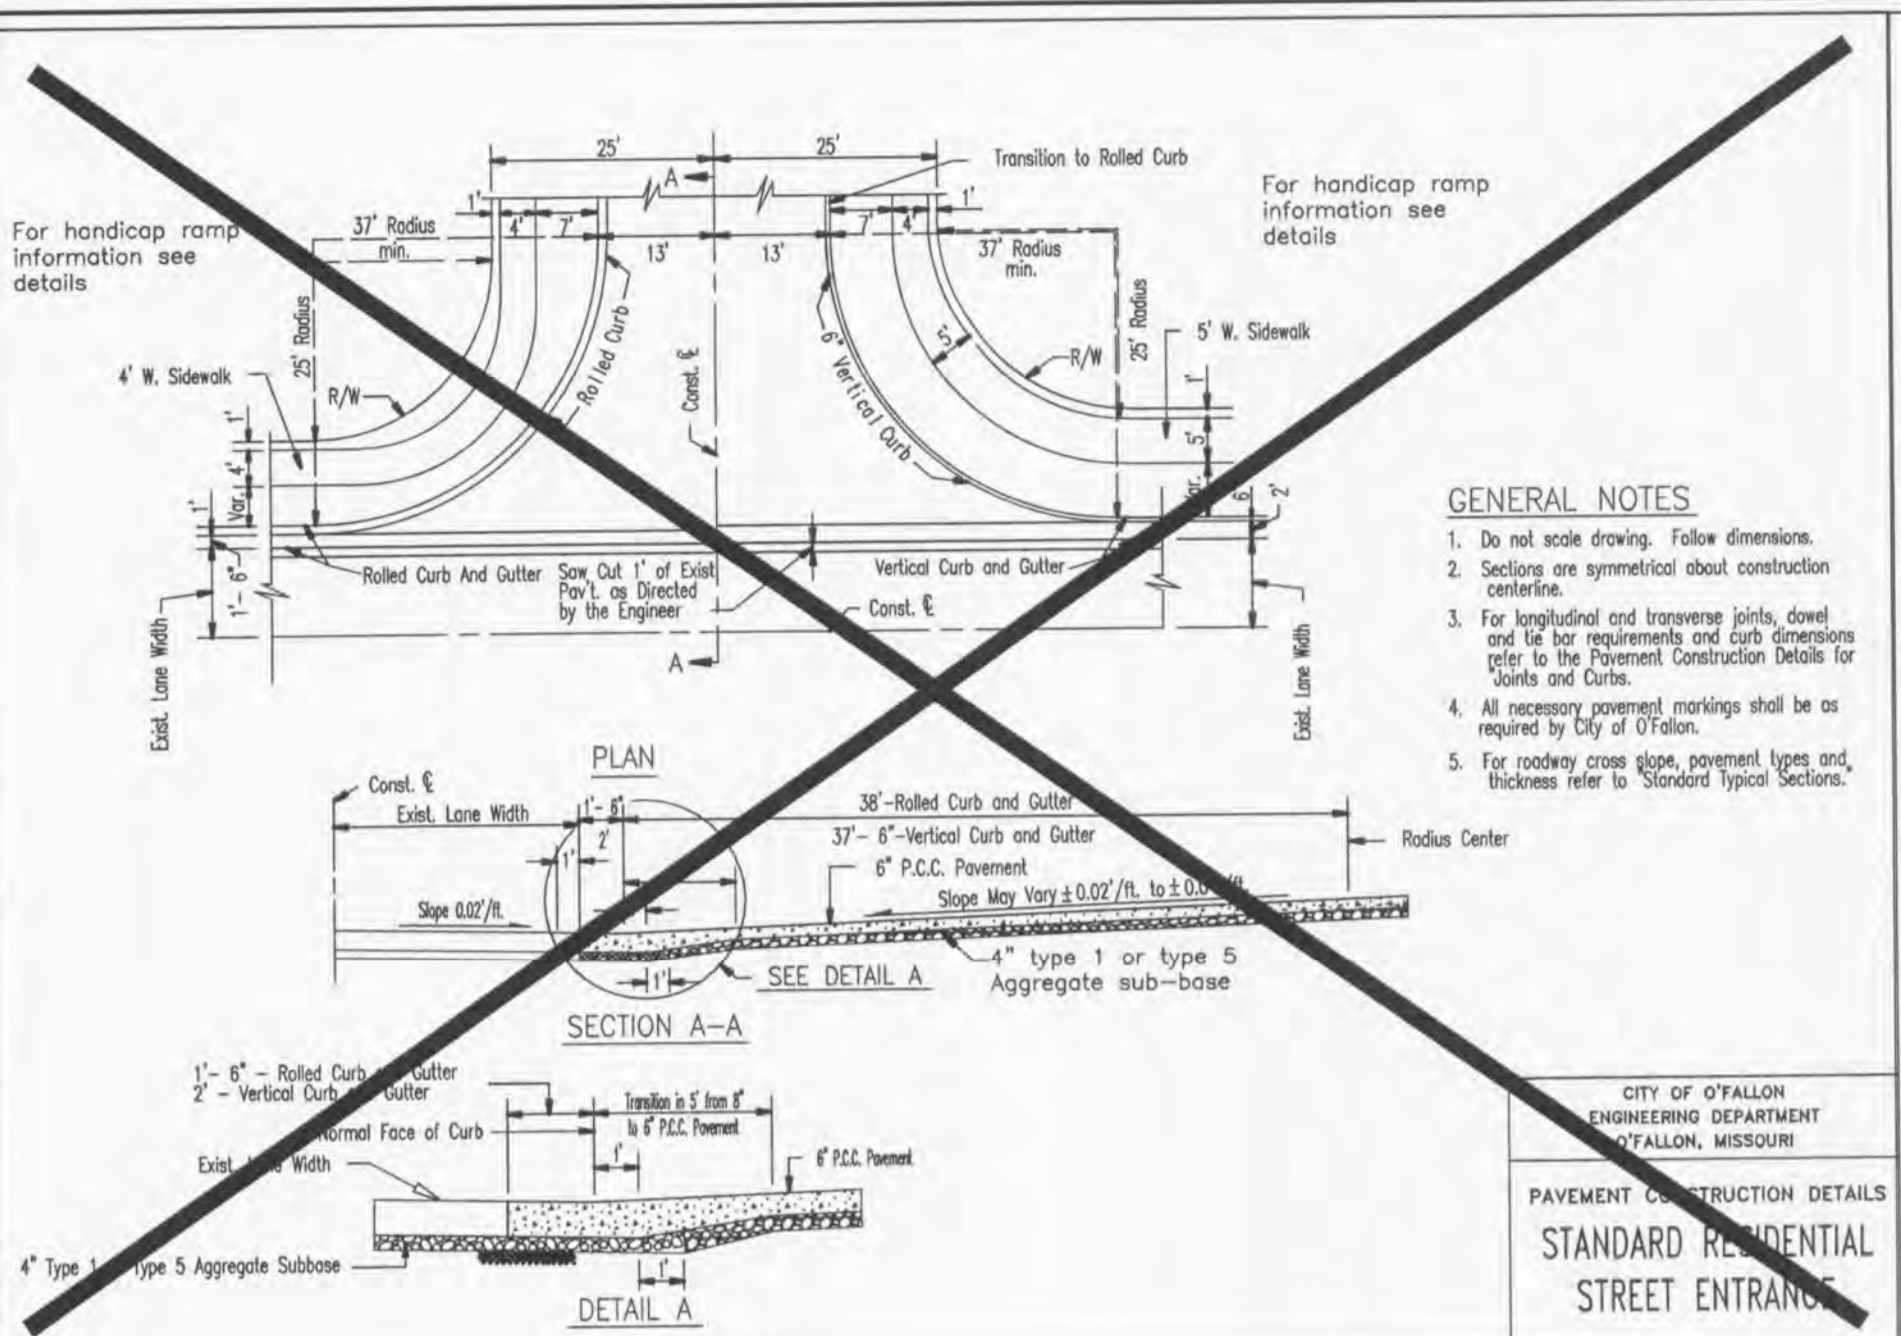 25'
25'
A
Transition to Rolled Curb
For handicap ramp
information see
details
For handicap ramp
information see
details
1'
4'
7'
37' Radius
min.
13'
13'
7'
4'
1'
37' Radius
min.
25' Radius
Rolled Curb
Const. ℄
6" Vertical Curb
5'
R/W
25' Radius
5' W. Sidewalk
4' W. Sidewalk
R/W
1'
4'
Var.
1'
1'- 6"
Exist. Lane Width
1'
5'
Var.
6"
2'
Exist. Lane Width
Rolled Curb And Gutter
Saw Cut 1' of Exist
Pav't. as Directed
by the Engineer
Vertical Curb and Gutter
Const. ℄
A
PLAN
GENERAL NOTES
1. Do not scale drawing. Follow dimensions.
2. Sections are symmetrical about construction
centerline.
3. For longitudinal and transverse joints, dowel
and tie bar requirements and curb dimensions
refer to the Pavement Construction Details for
"Joints and Curbs.
4. All necessary pavement markings shall be as
required by City of O'Fallon.
5. For roadway cross slope, pavement types and
thickness refer to "Standard Typical Sections."
Const. ℄
Exist. Lane Width
1'- 6"
2'
1'
38'-Rolled Curb and Gutter
37'- 6"-Vertical Curb and Gutter
Radius Center
6" P.C.C. Pavement
Slope 0.02'/ft.
Slope May Vary ±0.02'/ft. to ±
1'
SEE DETAIL A
4" type 1 or type 5
Aggregate sub-base
SECTION A-A
1'- 6" - Rolled Curb Gutter
2' - Vertical Curb Gutter
Transition in 5' from 8"
to 6" P.C.C. Pavement
Normal Face of Curb
Exist. Width
1'
6" P.C.C. Pavement
4" Type 1 Type 5 Aggregate Subbase
1'
DETAIL A
CITY OF O'FALLON
ENGINEERING DEPARTMENT
O'FALLON, MISSOURI
PAVEMENT CONSTRUCTION DETAILS
STANDARD RESIDENTIAL
STREET ENTRANCE